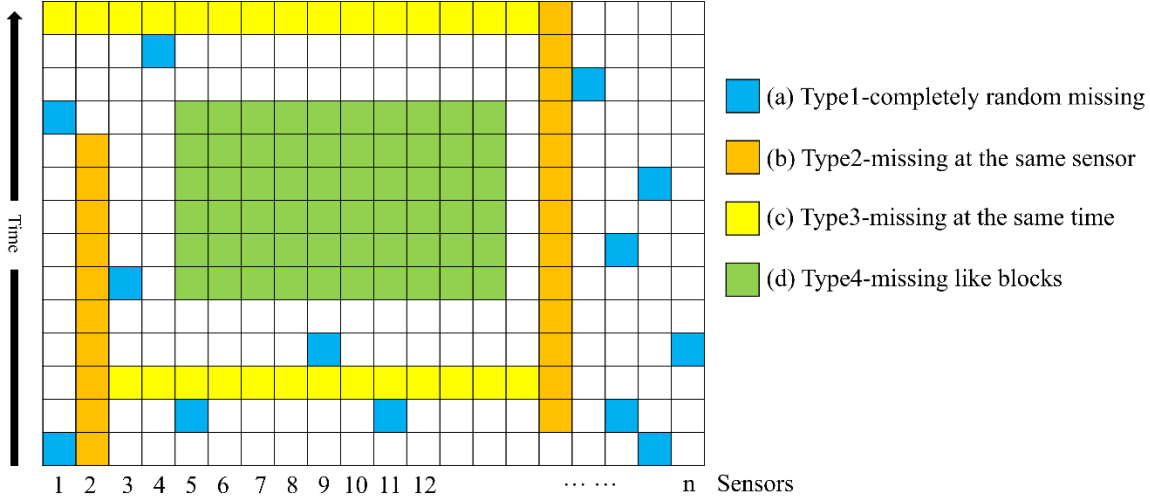 (a) Type1-completely random missing
(b) Type2-missing at the same sensor
(c) Type3-missing at the same time
(d) Type4-missing like blocks
Time
1 2 3 4 5 6 7 8 9 10 11 12 ... ... n Sensors